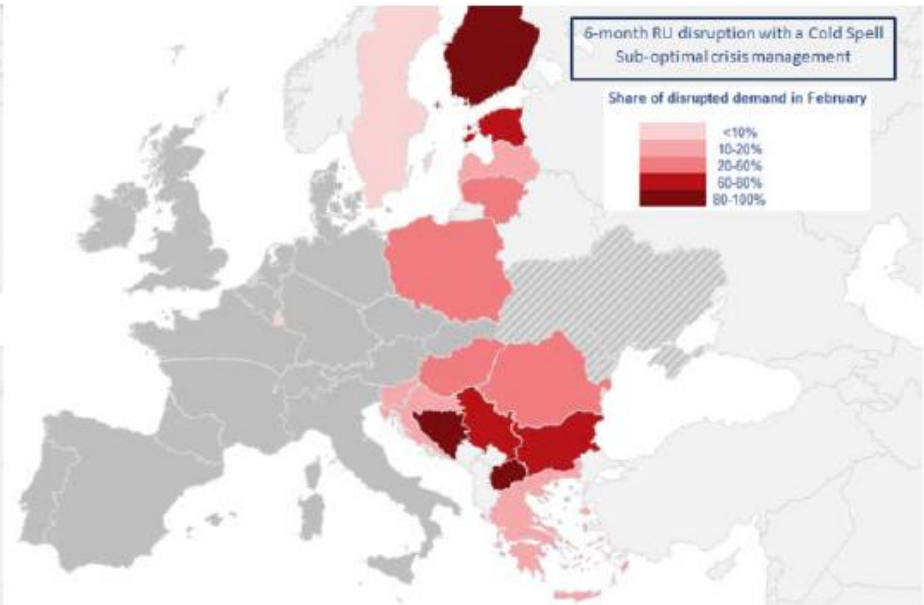 6-month RU disruption with a Cold Spell
Sub-optimal crisis management
Share of disrupted demand in February
<10%
10-20%
20-60%
60-80%
80-100%